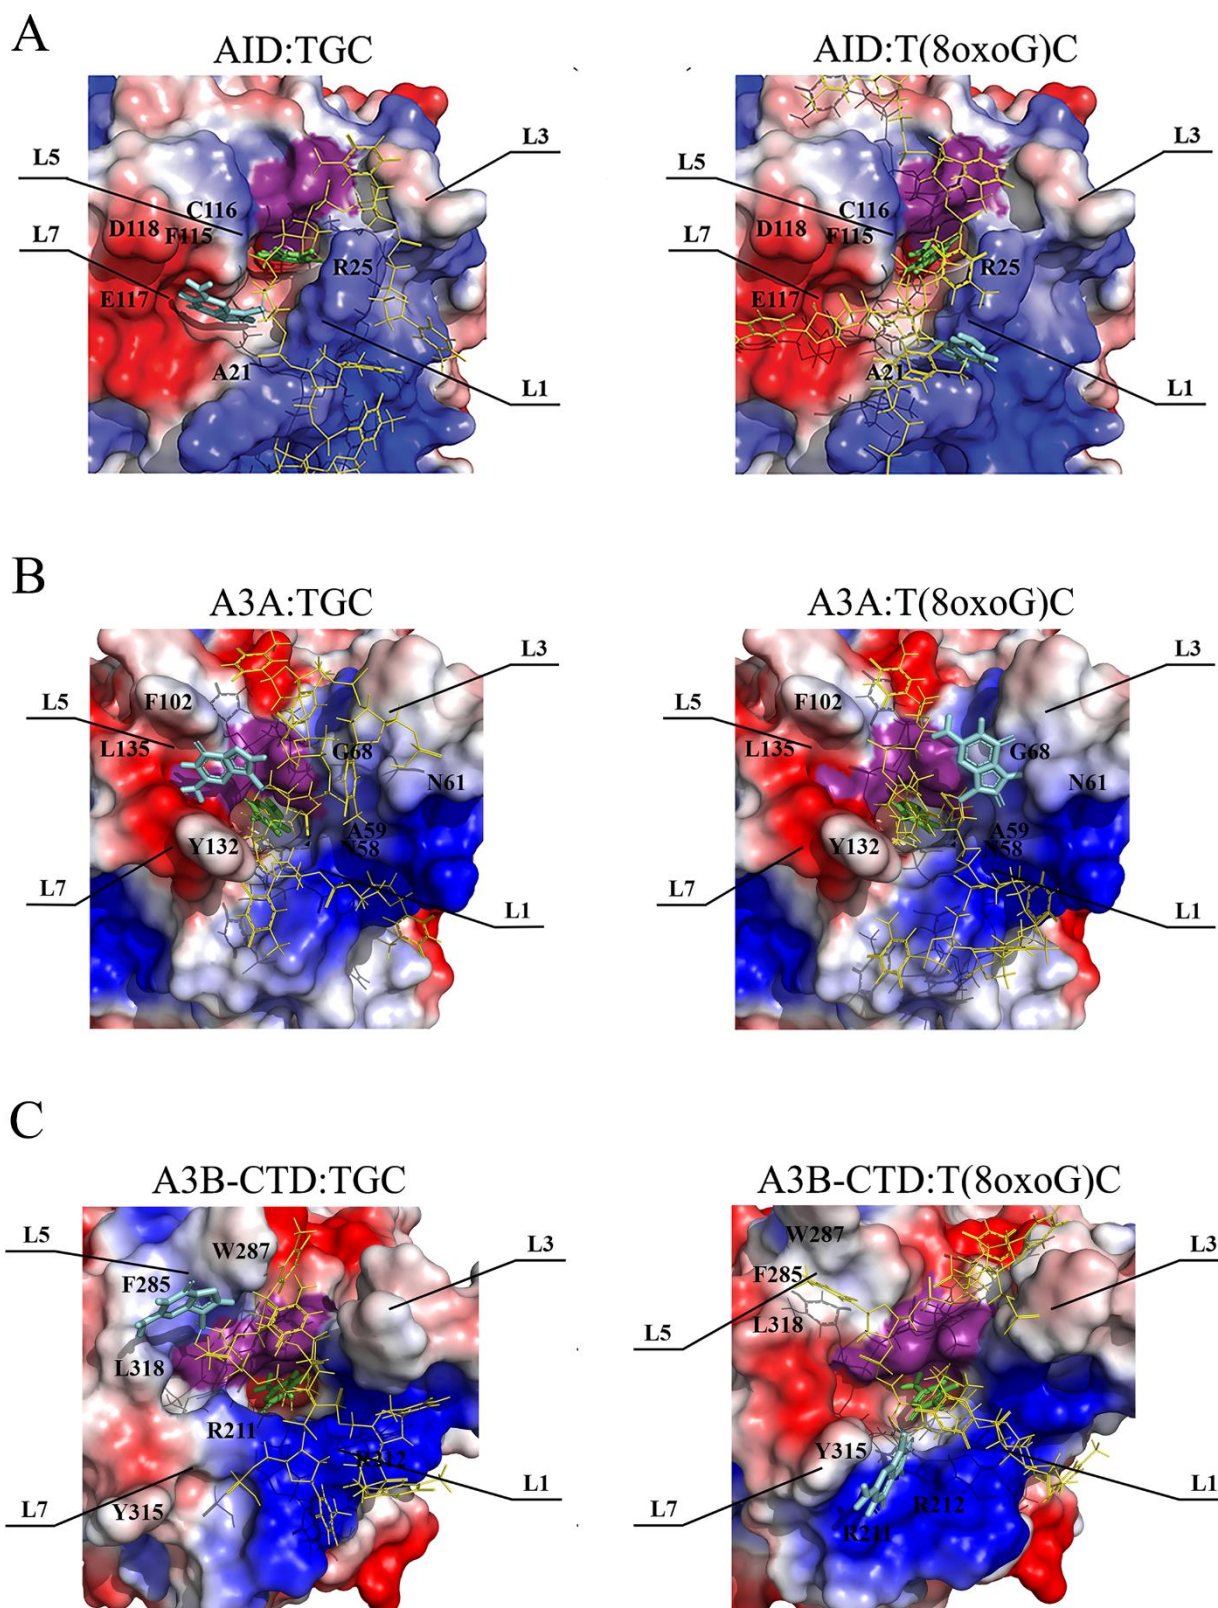 A
AID:TGC
AID:T(8oxoG)C
L5
L3
L5
L3
C116
D118
F115
C116
D118
F115
L7
R25
L7
R25
E117
E117
A21
A21
L1
L1
B
A3A:TGC
A3A:T(8oxoG)C
L3
L3
L5
F102
L5
F102
L135
G68
L135
G68
N61
N61
A59
A59
Y132
N58
Y132
N58
L7
L7
L1
L1
C
A3B-CTD:TGC
A3B-CTD:T(8oxoG)C
L5
W287
L3
W287
L3
F285
F285
L318
L318
L5
R211
R212
Y315
Y315
L7
L1
L7
R211
R212
L1